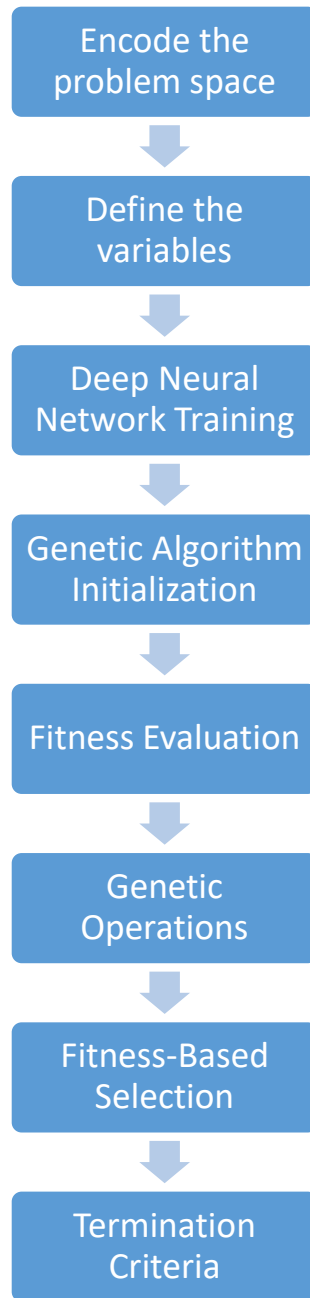 Encode the
problem space
Define the
variables
Deep Neural
Network Training
Genetic Algorithm
Initialization
Fitness Evaluation
Genetic
Operations
Fitness-Based
Selection
Termination
Criteria